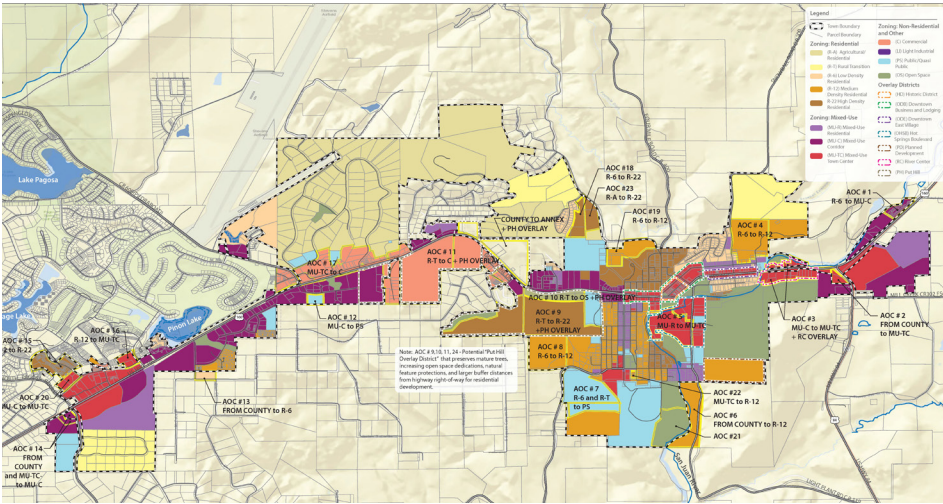 Legend
Town Boundary
Parcel Boundary
Zoning: Residential
(R-A) Agricultural
Residential
(R-T) Rural Transition
(R-6) Low Density
Residential
(R-12) Medium
Density Residential
R-22 High Density
Residential
Zoning: Mixed-Use
(MU-R) Mixed-Use
Residential
(MU-C) Mixed-Use
Corridor
(MU-TC) Mixed-Use
Town Center
Zoning: Non-Residential
and Other
(C) Commercial
(LI) Light Industrial
(PS) Public/Quasi
Public
(OS) Open Space
Overlay Districts
(HD) Historic District
(ODB) Downtown
Business and Lodging
(ODE) Downtown
East Village
(OHSB) Hot
Springs Boulevard
(PD) Planned
Development
(RC) River Center
(PH) Put Hill
Lake Pagosa
AOC #18
R-6 to R-22
AOC #23
R-A to R-22
AOC #19
R-6 to R-12
AOC # 1
R-6 to MU-C
AOC # 4
R-6 to R-12
COUNTY TO ANNEX
+ PH OVERLAY
AOC # 11
R-T to C + PH OVERLAY
AOC # 17
MU-TC to C
AOC # 12
MU-C to PS
AOC # 10 R-T to OS +PH OVERLAY
AOC # 9
R-T to R-22
+PH OVERLAY
AOC # 5
MU-R to MU-TC
AOC #3
MU-C to MU-TC
+ RC OVERLAY
AOC # 2
FROM COUNTY
to MU-TC
Pinon Lake
AOC # 16
R-12 to MU-TC
to R-22
AOC # 8
R-6 to R-12
Note: AOC # 9,10, 11, 24 - Potential "Put Hill
Overlay District" that preserves mature trees,
increasing open space dedications, natural
feature protections, and larger buffer distances
from highway right-of-way for residential
development.
AOC # 20
MU-C to MU-TC
AOC #13
FROM COUNTY to R-6
AOC # 7
R-6 and R-T
to PS
AOC #22
MU-TC to R-12
AOC #6
FROM COUNTY to R-12
AOC #21
AOC # 14
FROM
COUNTY
and MU-TC
to MU-C
San Juan River